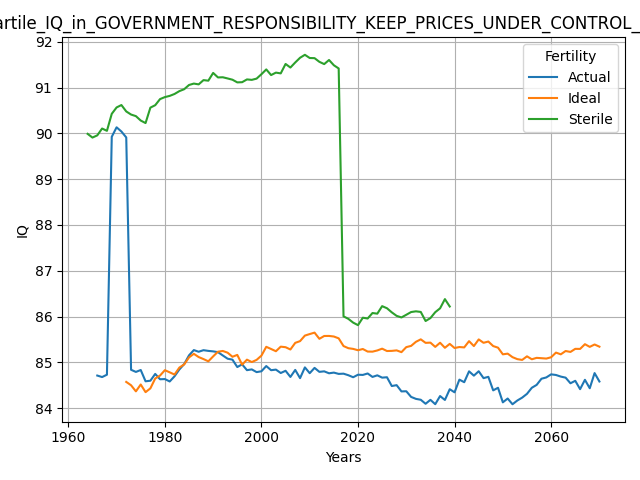 artile_IQ_in_GOVERNMENT_RESPONSIBILITY_KEEP_PRICES_UNDER_CONTROL_
92
91
90
89
88
87
86
85
84
IQ
1960
1980
2000
2020
2040
2060
Years
Fertility
Actual
Ideal
Sterile